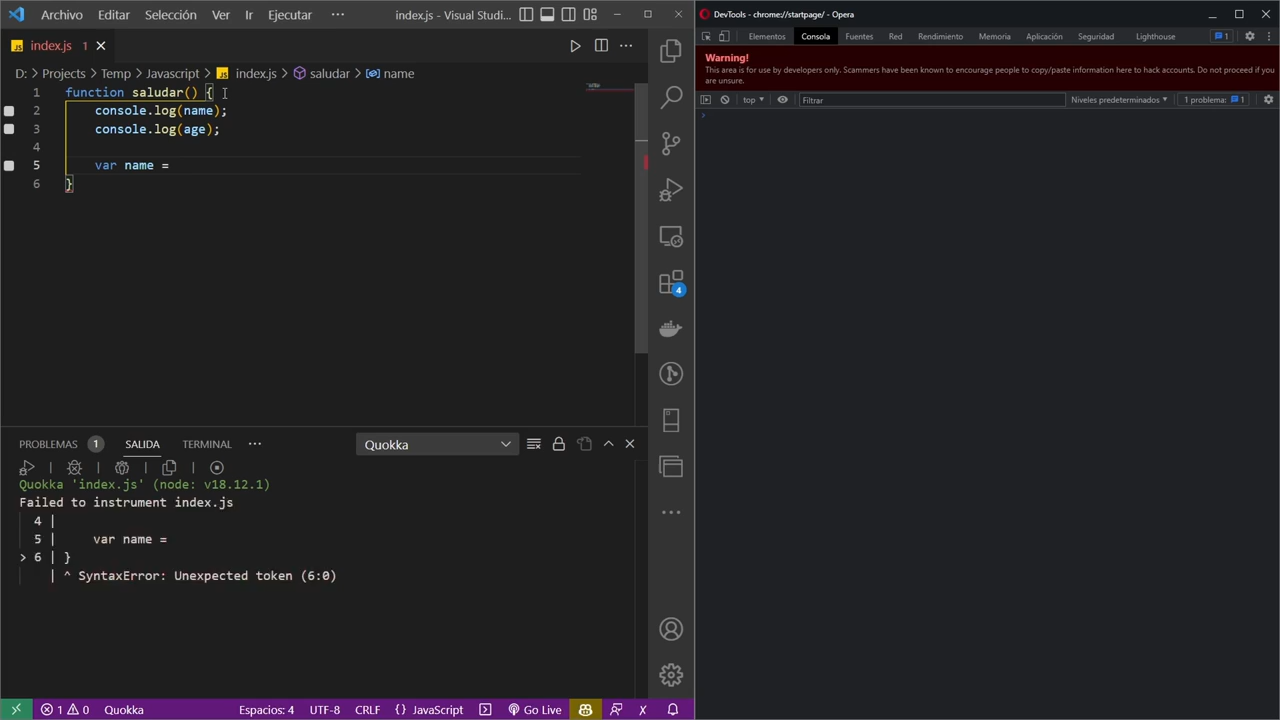 Archivo Editar Selección Ver Ir Ejecutar ··· index.js - Visual Studi...
JS index.js 1
D: > Projects > Temp > Javascript > JS index.js > saludar > name
1 function saludar() {
2 console.log(name);
3 console.log(age);
4
5 var name =
6 }
PROBLEMAS 1 SALIDA TERMINAL ··· Quokka
Quokka 'index.js' (node: v18.12.1)
Failed to instrument index.js
4 |
5 | var name =
> 6 | }
| ^ SyntaxError: Unexpected token (6:0)
1 0 Quokka Espacios: 4 UTF-8 CRLF {} JavaScript Go Live
4
DevTools - chrome://startpage/ - Opera
Elementos Consola Fuentes Red Rendimiento Memoria Aplicación Seguridad Lighthouse 1
Warning!
This area is for use by developers only. Scammers have been known to encourage people to copy/paste information here to hack accounts. Do not proceed if you
are unsure.
top Filtrar Niveles predeterminados 1 problema: 1
>